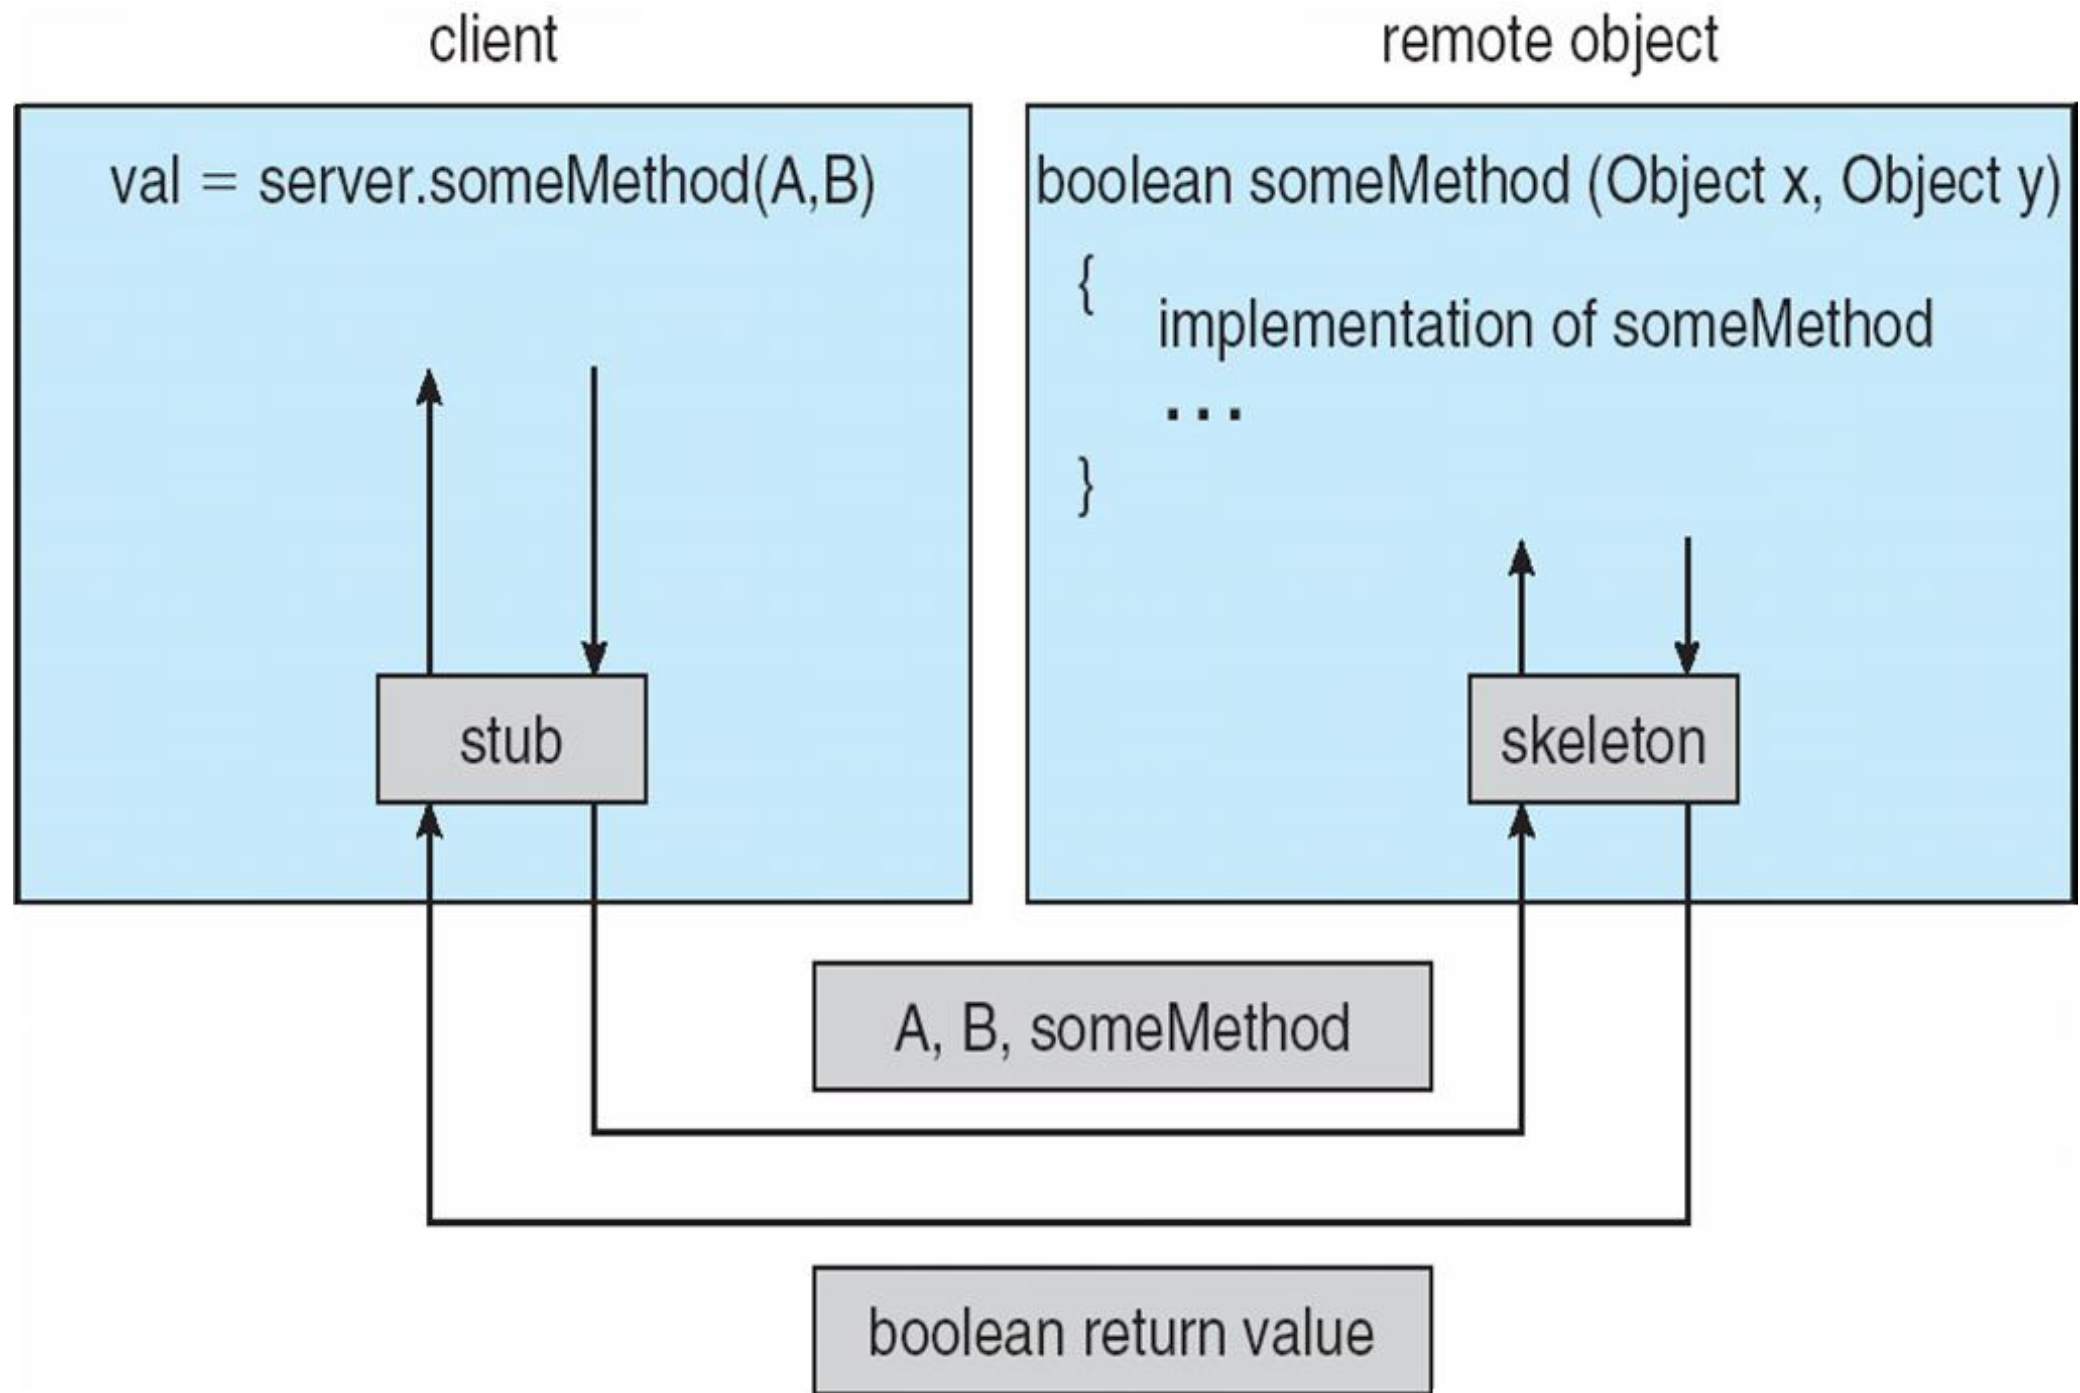 client
remote object
val = server.someMethod(A,B)
boolean someMethod (Object x, Object y)
{
implementation of someMethod
...
}
stub
skeleton
A, B, someMethod
boolean return value